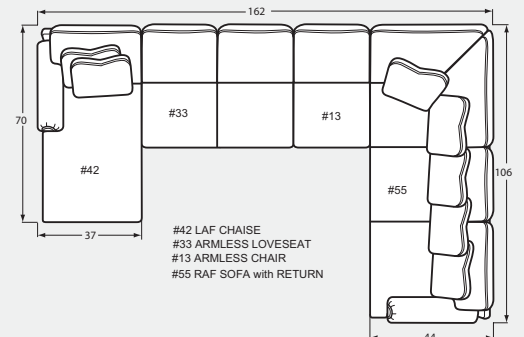 162
70
#33
#13
#42
#55
106
37
#42 LAF CHAISE
#33 ARMLESS LOVESEAT
#13 ARMLESS CHAIR
#55 RAF SOFA with RETURN
44